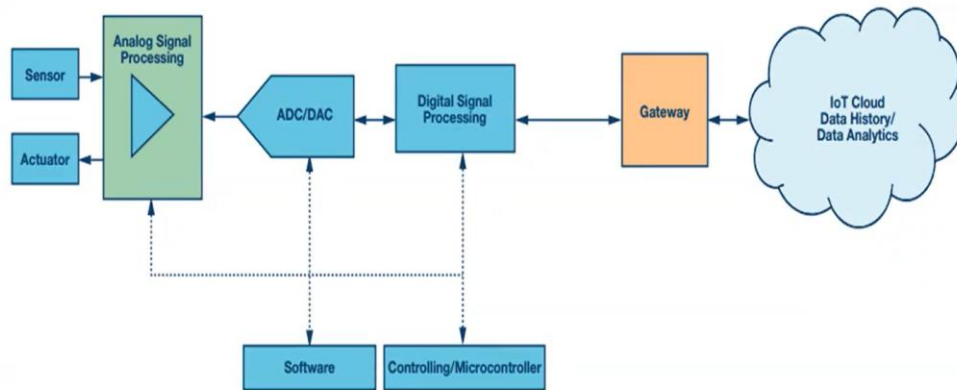 Analog Signal
Processing
Sensor
Actuator
ADC/DAC
Digital Signal
Processing
Gateway
IoT Cloud
Data History/
Data Analytics
Software
Controlling/Microcontroller